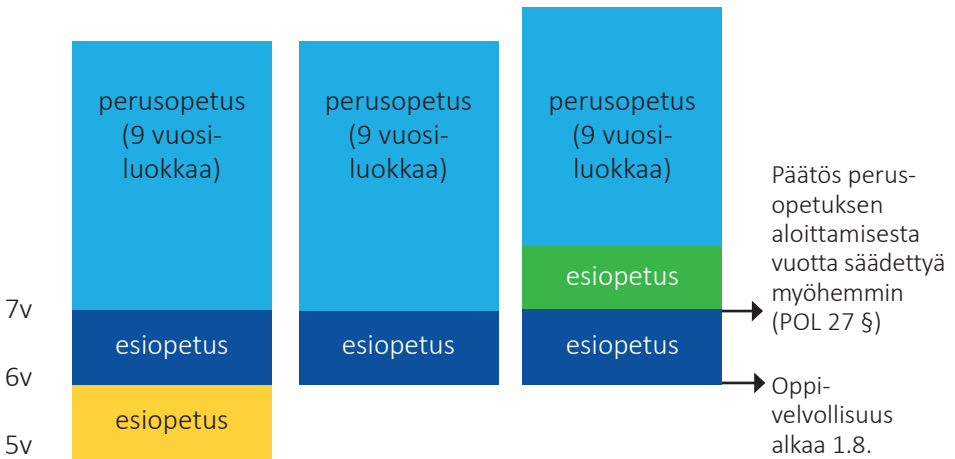 perusopetus
(9 vuosi-
luokkaa)
perusopetus
(9 vuosi-
luokkaa)
perusopetus
(9 vuosi-
luokkaa)
esiopetus
7v
esiopetus
esiopetus
esiopetus
6v
esiopetus
5v
Päätös perus-
opetuksen
aloittamisesta
vuotta säädettyä
myöhemmin
(POL 27 §)
Oppi-
velvollisuus
alkaa 1.8.